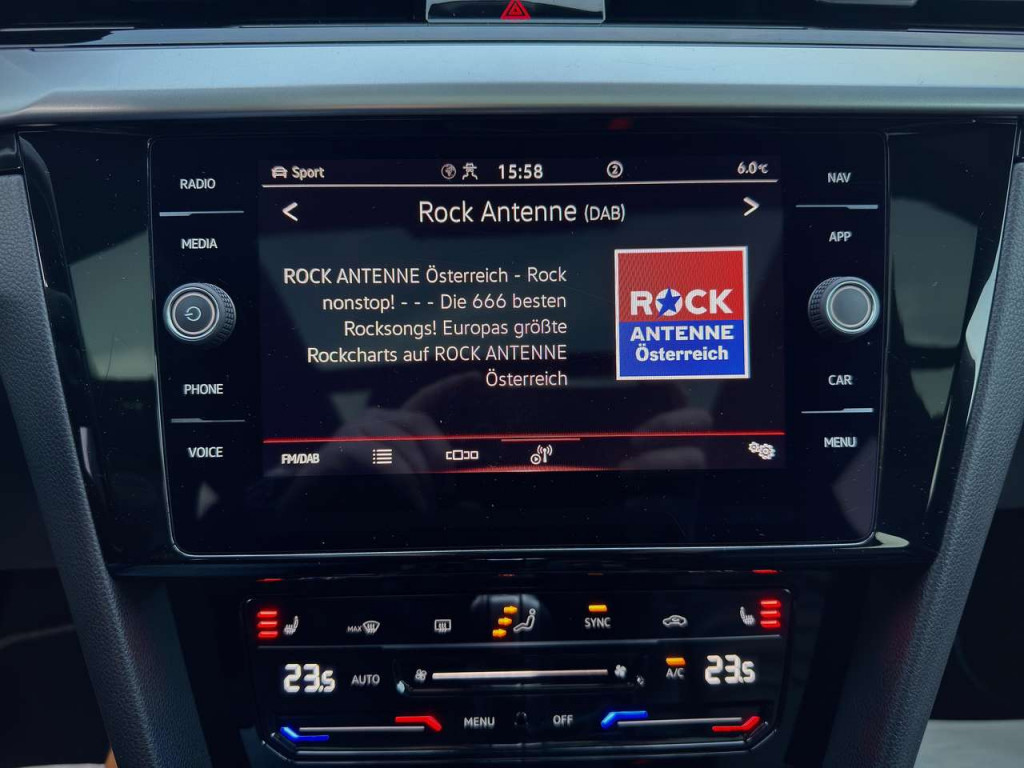 Sport 15:58 2 6.0°C
RADIO
MEDIA
PHONE
VOICE
Rock Antenne (DAB)
ROCK ANTENNE Österreich - Rock
nonstop! - - - Die 666 besten
Rocksongs! Europas größte
Rockcharts auf ROCK ANTENNE
Österreich
ROCK
ANTENNE
Österreich
FM/DAB
NAV
APP
CAR
MENU
MAX SYNC
23.5 AUTO A/C 23.5
MENU OFF